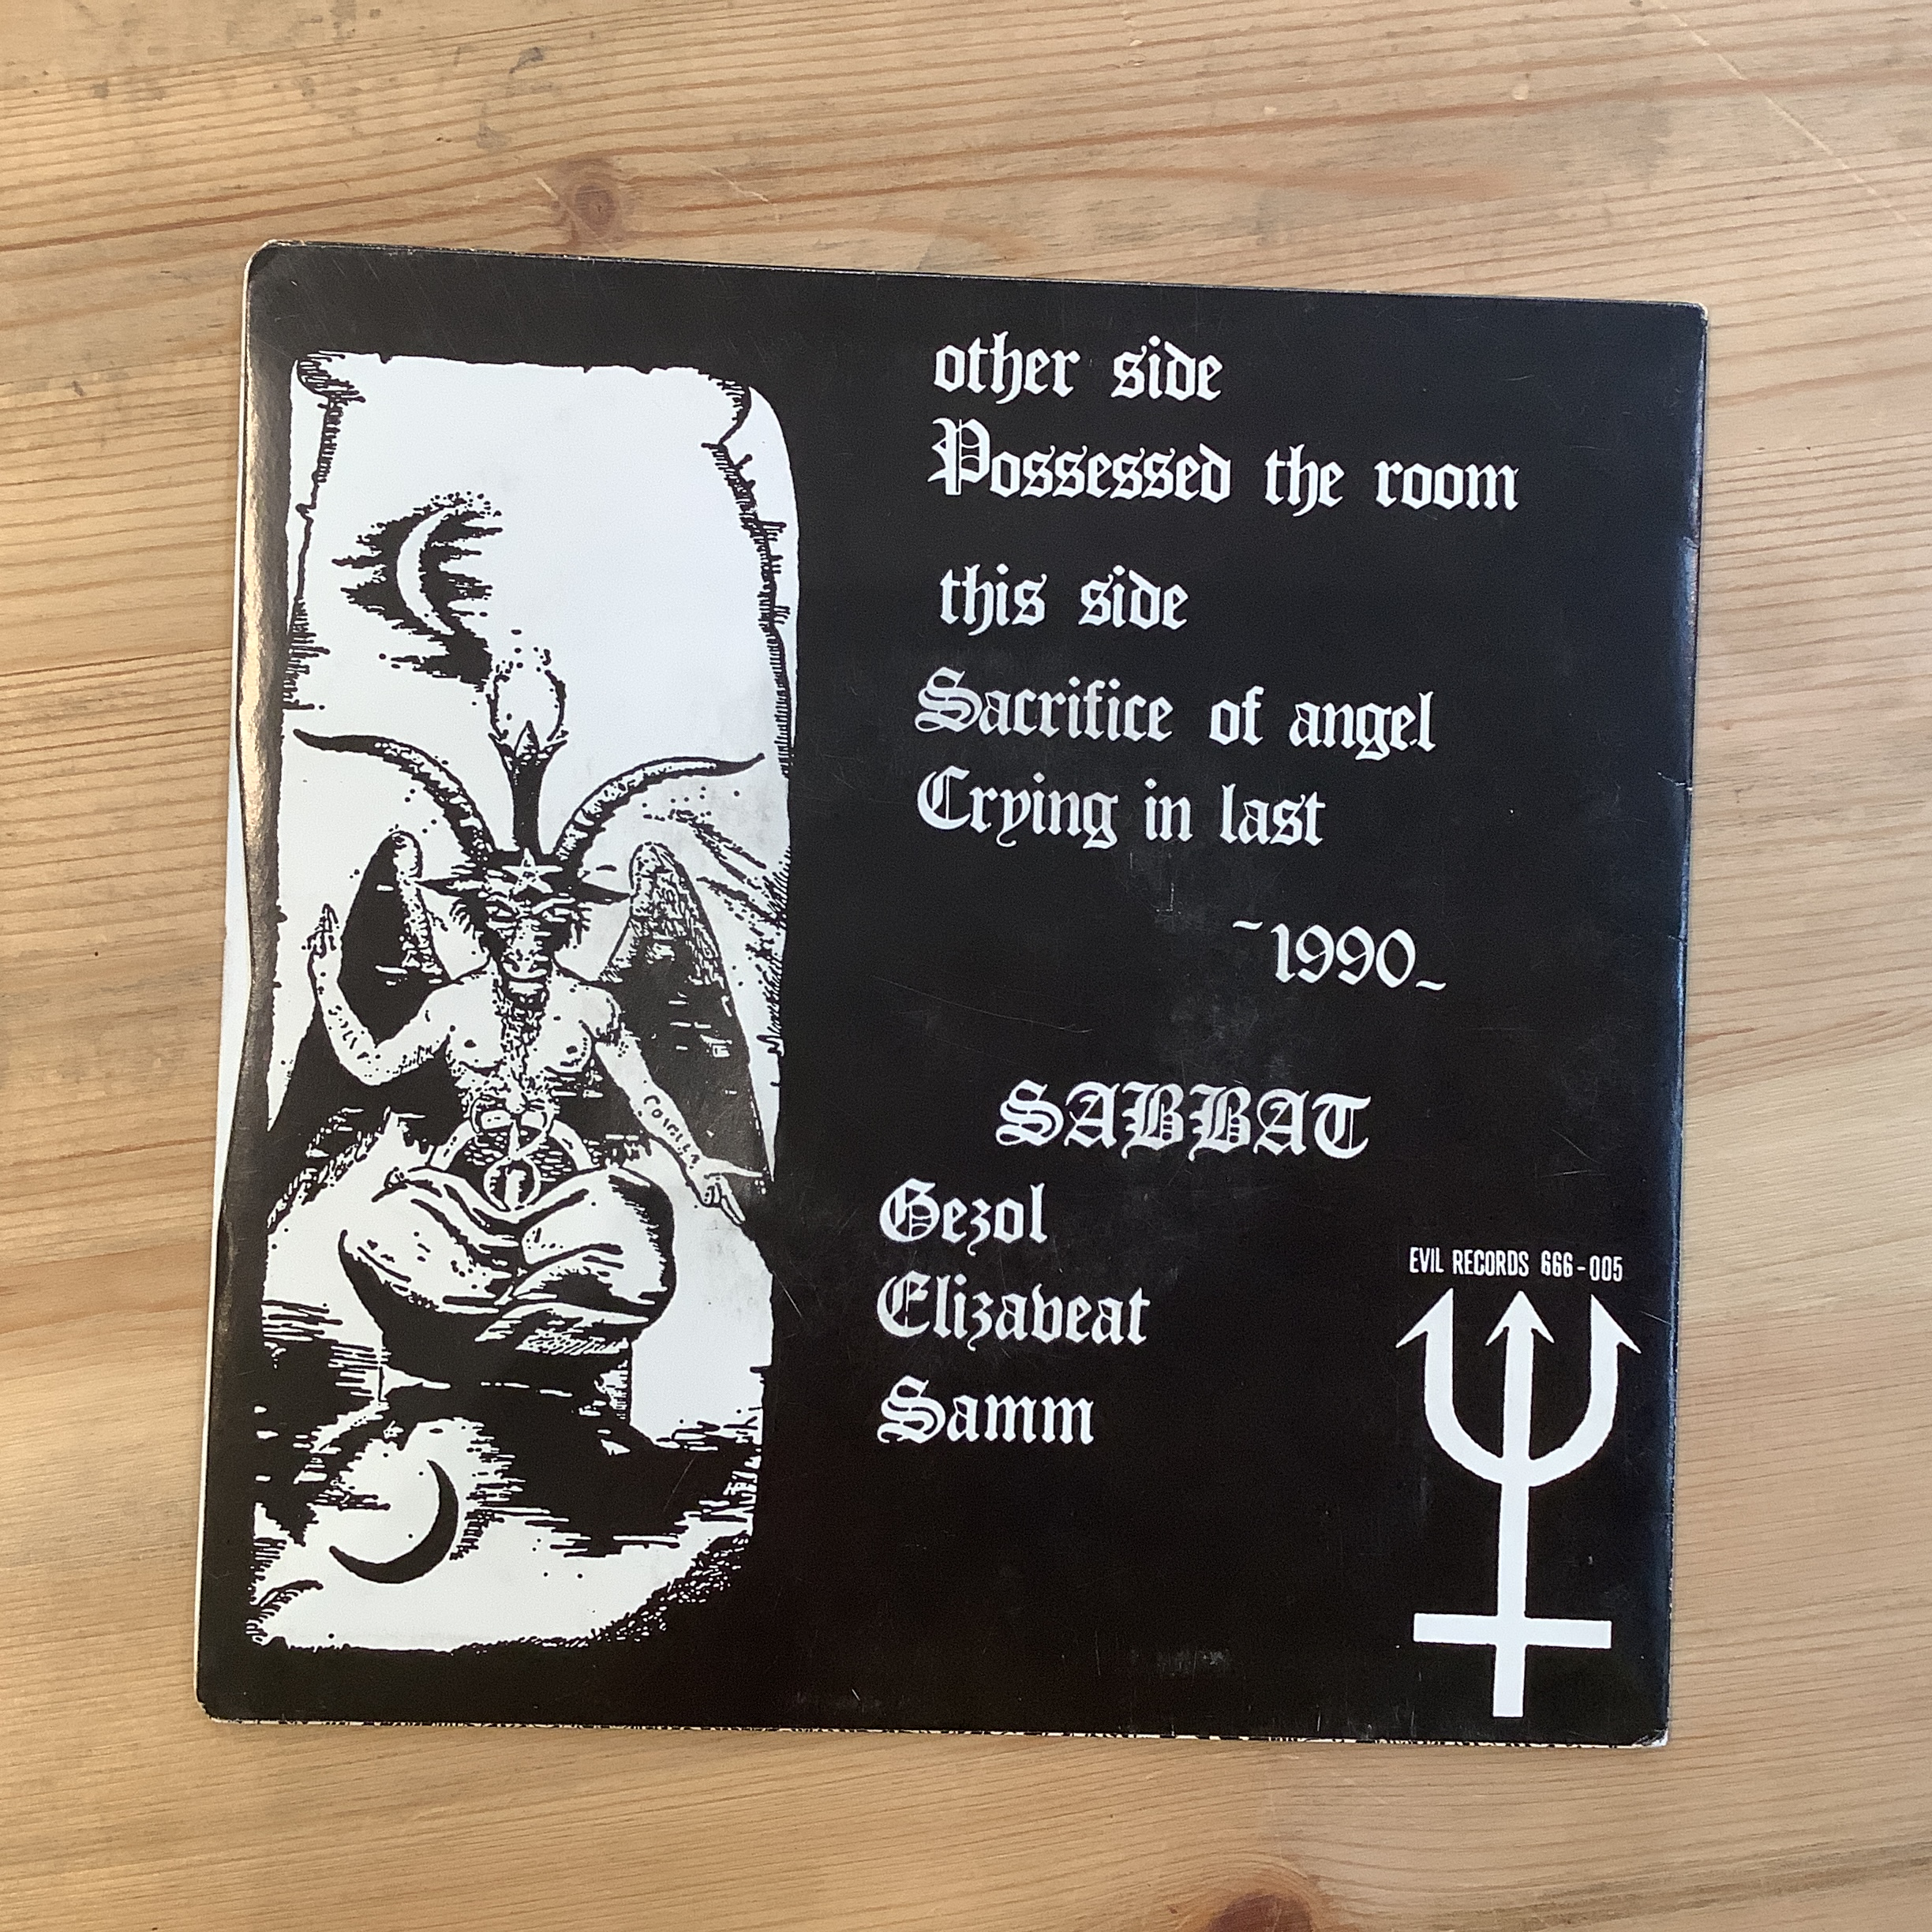 other side
Possessed the room
this side
Sacrifice of angel
Crying in last
~1990~
SABBAT
Gezol
Elizaveat
Samm
EVIL RECORDS 666-005